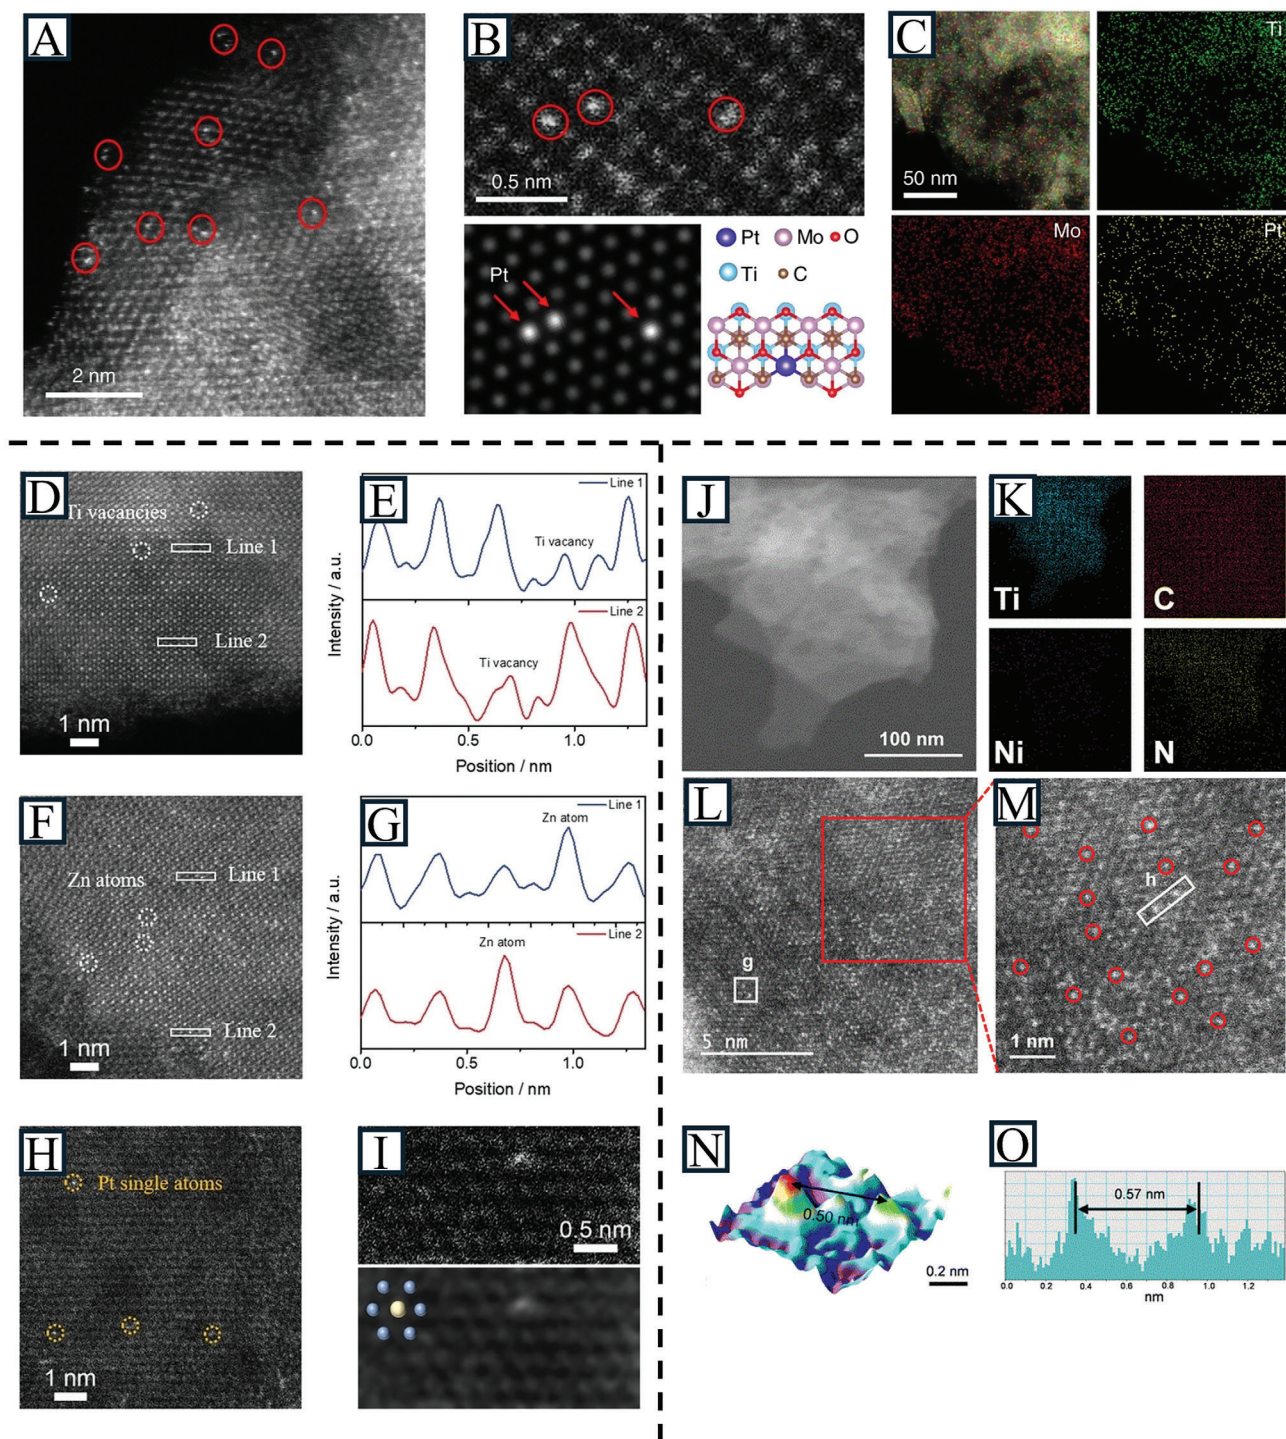 A
2 nm
B
0.5 nm
Pt
Pt Mo O
Ti C
C
50 nm
Ti
Mo
Pt
D
Ti vacancies
Line 1
Line 2
1 nm
E
Line 1
Ti vacancy
Line 2
Ti vacancy
Intensity / a.u.
0.0 0.5 1.0
Position / nm
F
Zn atoms
Line 1
Line 2
1 nm
G
Line 1
Zn atom
Line 2
Zn atom
Intensity / a.u.
0.0 0.5 1.0
Position / nm
H
Pt single atoms
1 nm
I
0.5 nm
J
100 nm
K
Ti
C
Ni
N
L
g
5 nm
M
h
1 nm
N
0.50 nm
0.2 nm
O
0.57 nm
0.0 0.2 0.4 0.6 0.8 1.0 1.2
nm